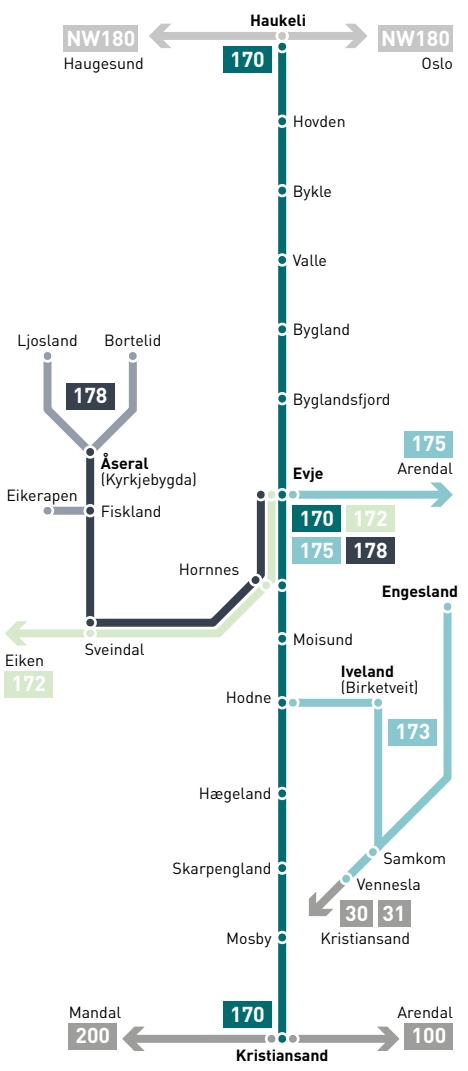 Haukeli
NW180
NW180
Haugesund
170
Oslo
Hovden
Bykle
Valle
Bygland
Ljosland
Bortelid
178
Byglandsfjord
175
Arendal
Åseral
(Kyrkjebygda)
Evje
Eikerapen
Fiskland
170
172
175
178
Hornnes
Engesland
Moisund
Sveindal
Eiken
172
Iveland
(Birketveit)
Hodne
173
Hægeland
Samkom
Skarpengland
Vennesla
30
31
Kristiansand
Mosby
Mandal
170
Arendal
200
100
Kristiansand